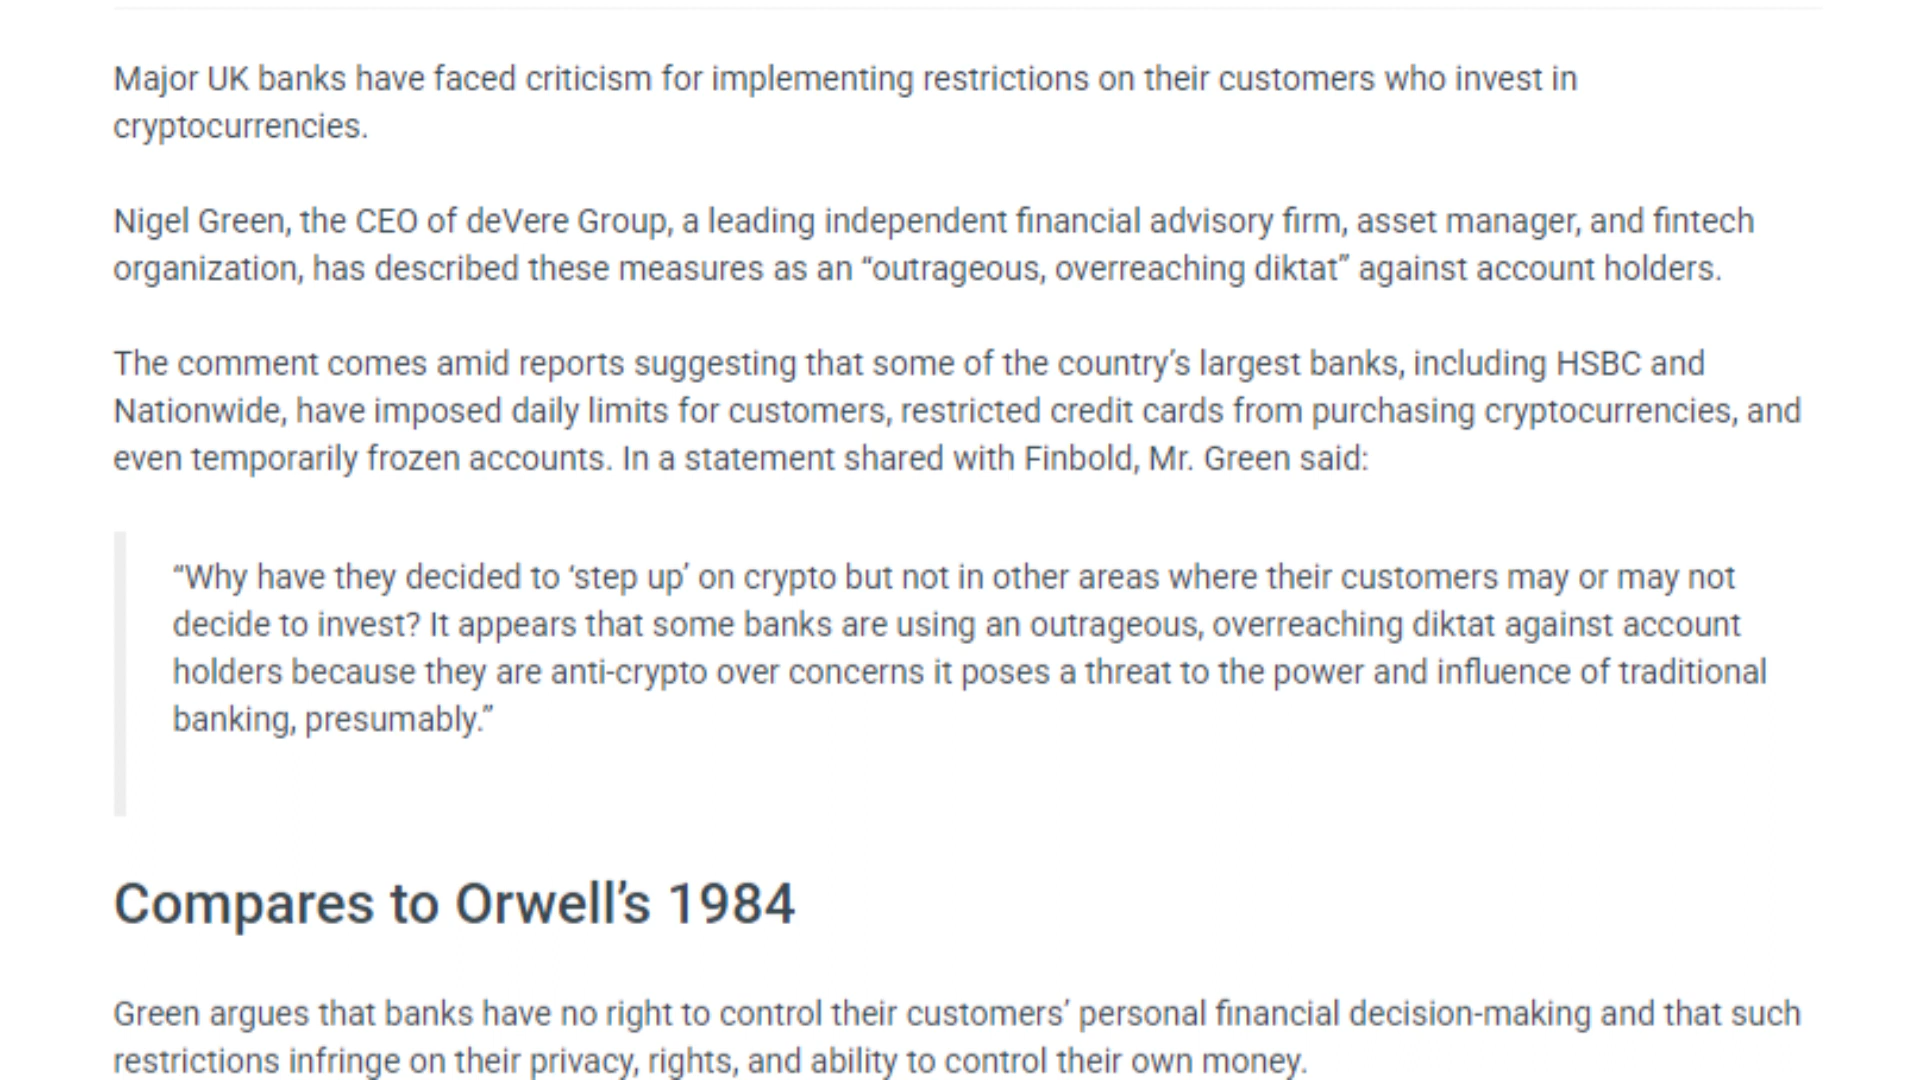 Major UK banks have faced criticism for implementing restrictions on their customers who invest in
cryptocurrencies.
Nigel Green, the CEO of deVere Group, a leading independent financial advisory firm, asset manager, and fintech
organization, has described these measures as an “outrageous, overreaching diktat” against account holders.
The comment comes amid reports suggesting that some of the country’s largest banks, including HSBC and
Nationwide, have imposed daily limits for customers, restricted credit cards from purchasing cryptocurrencies, and
even temporarily frozen accounts. In a statement shared with Finbold, Mr. Green said:
“Why have they decided to ‘step up’ on crypto but not in other areas where their customers may or may not
decide to invest? It appears that some banks are using an outrageous, overreaching diktat against account
holders because they are anti-crypto over concerns it poses a threat to the power and influence of traditional
banking, presumably.”
Compares to Orwell’s 1984
Green argues that banks have no right to control their customers’ personal financial decision-making and that such
restrictions infringe on their privacy, rights, and ability to control their own money.